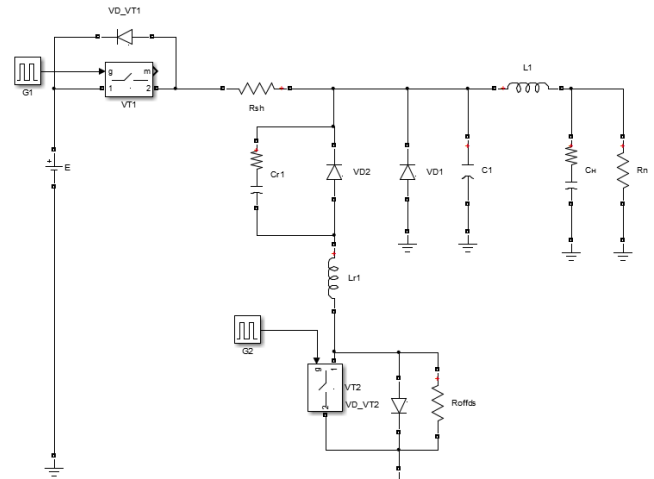 VD_VT1
g
m
1
2
G1
VT1
L1
Rsh
+
E
Cr1
VD2
VD1
C1
Cн
Rn
Lr1
G2
g
1
2
VT2
VD_VT2
Roffds